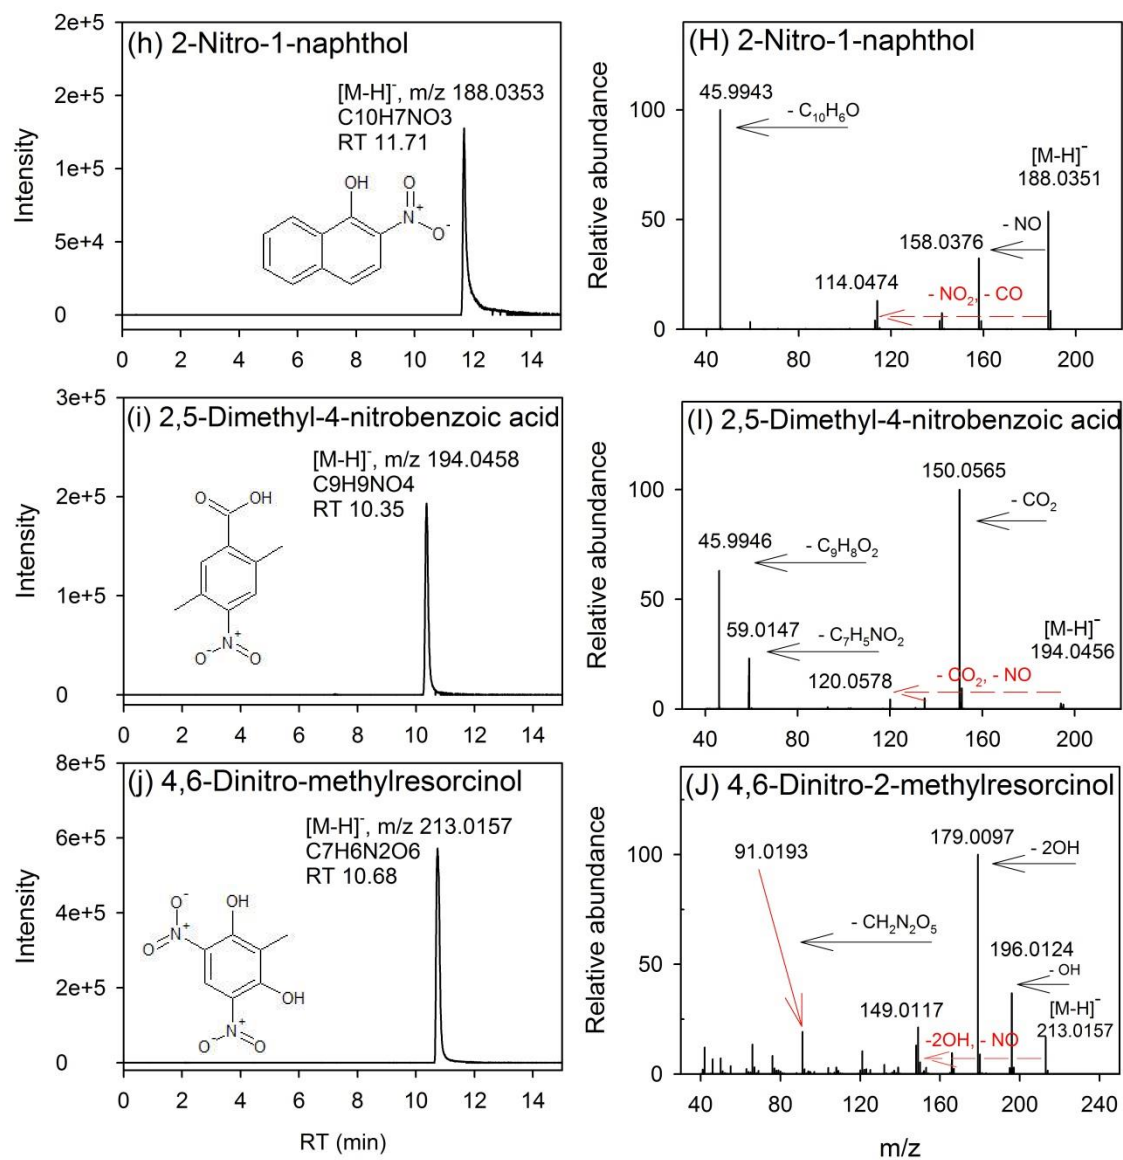 (h) 2-Nitro-1-naphthol
[M-H]⁻, m/z 188.0353
C10H7NO3
RT 11.71
OH
O
N⁺
O⁻
Intensity
2e+5
2e+5
1e+5
5e+4
0
0 2 4 6 8 10 12 14
(H) 2-Nitro-1-naphthol
45.9943
- C₁₀H₆O
[M-H]⁻
188.0351
- NO
158.0376
114.0474
- NO₂, - CO
Relative abundance
100
50
0
40 80 120 160 200
(i) 2,5-Dimethyl-4-nitrobenzoic acid
[M-H]⁻, m/z 194.0458
C9H9NO4
RT 10.35
O
OH
N⁺
O⁻
O
Intensity
3e+5
2e+5
1e+5
0
0 2 4 6 8 10 12 14
(I) 2,5-Dimethyl-4-nitrobenzoic acid
150.0565
- CO₂
45.9946
- C₉H₈O₂
59.0147
- C₇H₅NO₂
[M-H]⁻
194.0456
120.0578
- CO₂, - NO
Relative abundance
100
50
0
40 80 120 160 200
(j) 4,6-Dinitro-methylresorcinol
[M-H]⁻, m/z 213.0157
C7H6N2O6
RT 10.68
O⁻
OH
N⁺
O
OH
N⁺
O⁻
O
Intensity
8e+5
6e+5
4e+5
2e+5
0
0 2 4 6 8 10 12 14
RT (min)
(J) 4,6-Dinitro-2-methylresorcinol
91.0193
179.0097
- 2OH
- CH₂N₂O₅
196.0124
- OH
[M-H]⁻
213.0157
149.0117
-2OH, - NO
Relative abundance
100
50
0
40 80 120 160 200 240
m/z